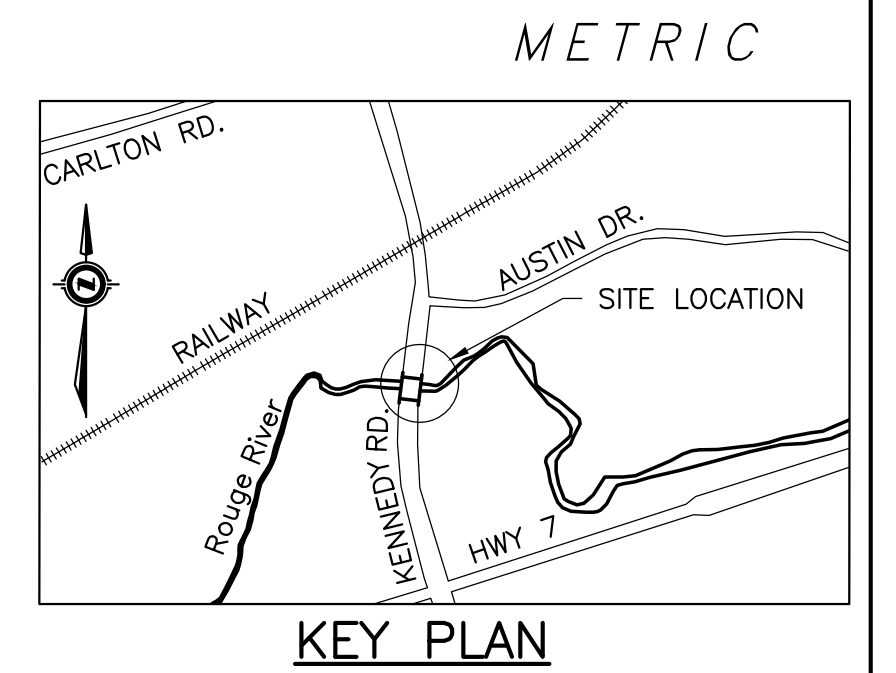 METRIC
CARLTON RD.
AUSTIN DR.
SITE LOCATION
RAILWAY
Rouge River
KENNEDY RD.
HWY 7
N
KEY PLAN